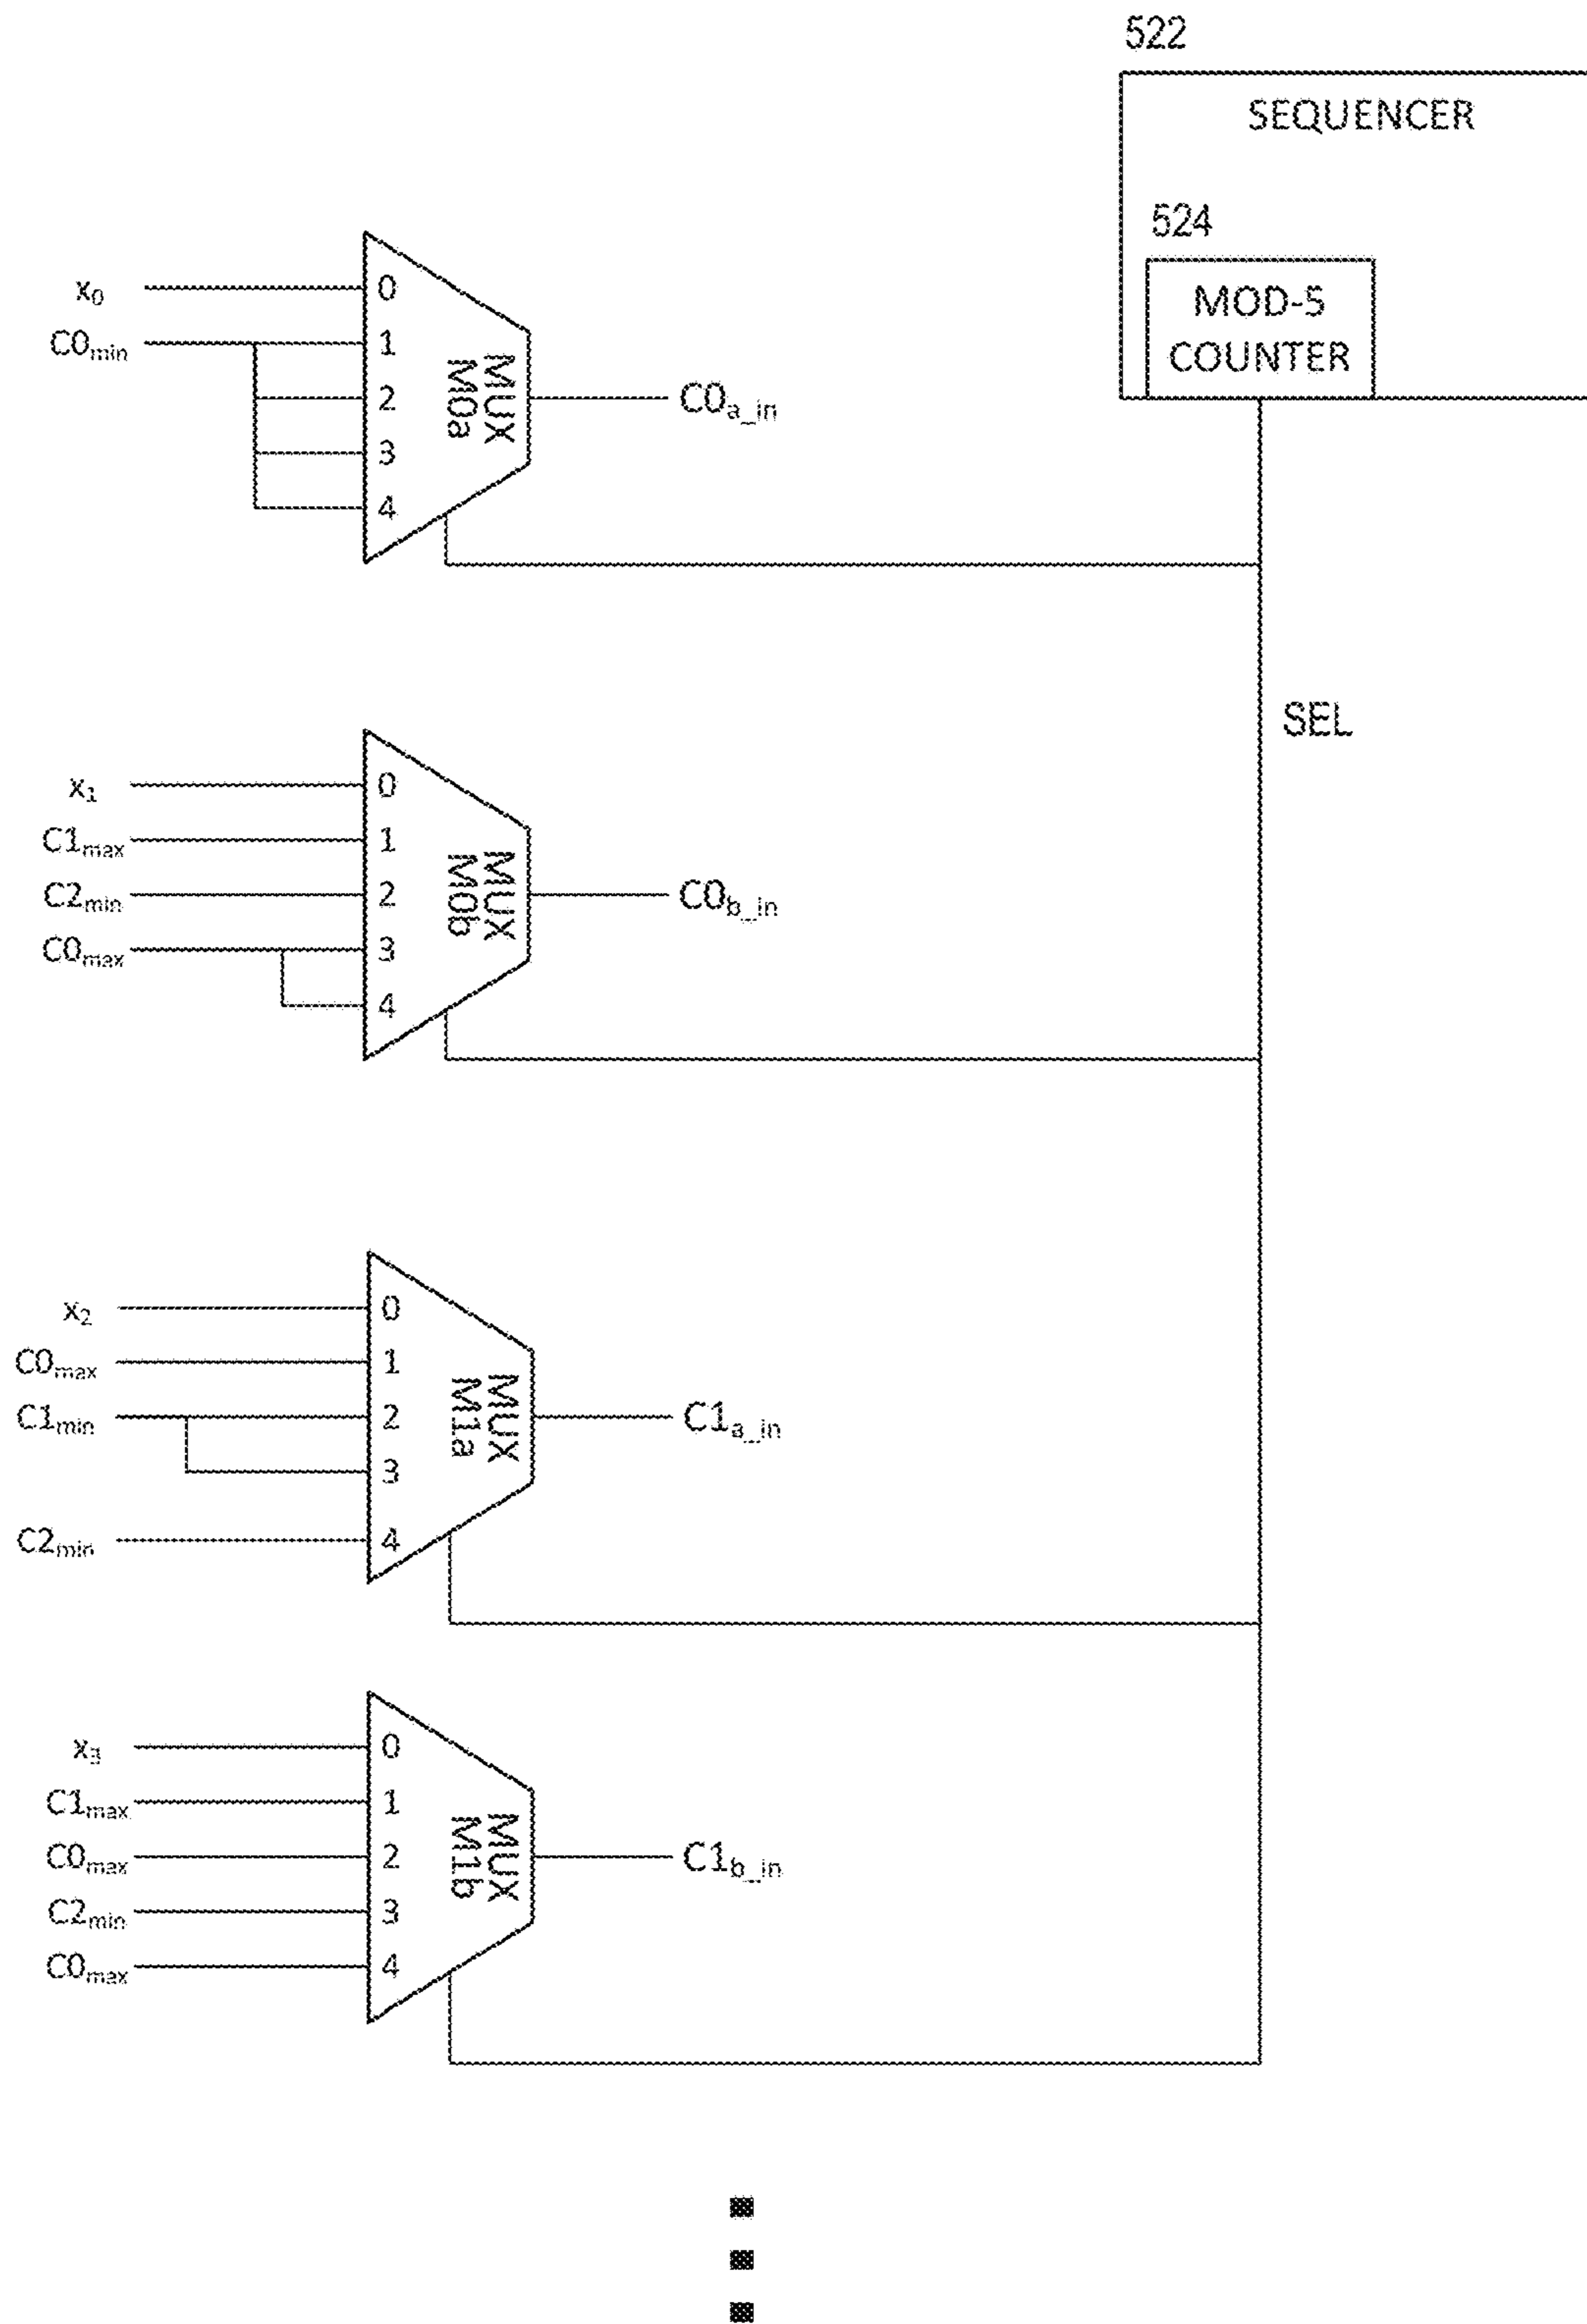 522
SEQUENCER
524
MOD-5
COUNTER
x0
C0min
0
1
2
3
4
MUX
M0a
C0a_in
SEL
x1
C1max
C2min
C0max
0
1
2
3
4
MUX
M0b
C0b_in
x2
C0max
C1min
C2min
0
1
2
3
4
MUX
M1a
C1a_in
x3
C1max
C0max
C2min
C0max
0
1
2
3
4
MUX
M1b
C1b_in